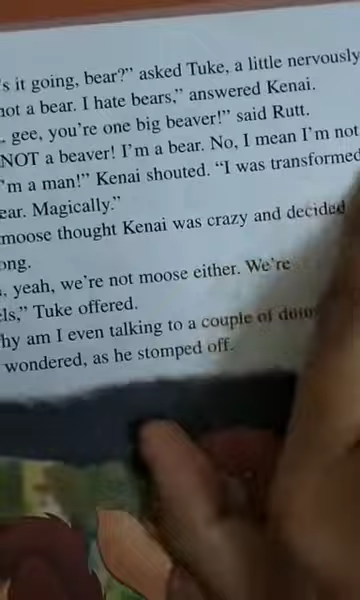 's it going, bear?” asked Tuke, a little nervously
not a bear. I hate bears,” answered Kenai.
gee, you're one big beaver!” said Rutt.
NOT a beaver! I'm a bear. No, I mean I'm not
'm a man!” Kenai shouted. “I was transformed
ear. Magically.”
moose thought Kenai was crazy and decided
ong.
yeah, we're not moose either. We're
els,” Tuke offered.
hy am I even talking to a couple of
wondered, as he stomped off.